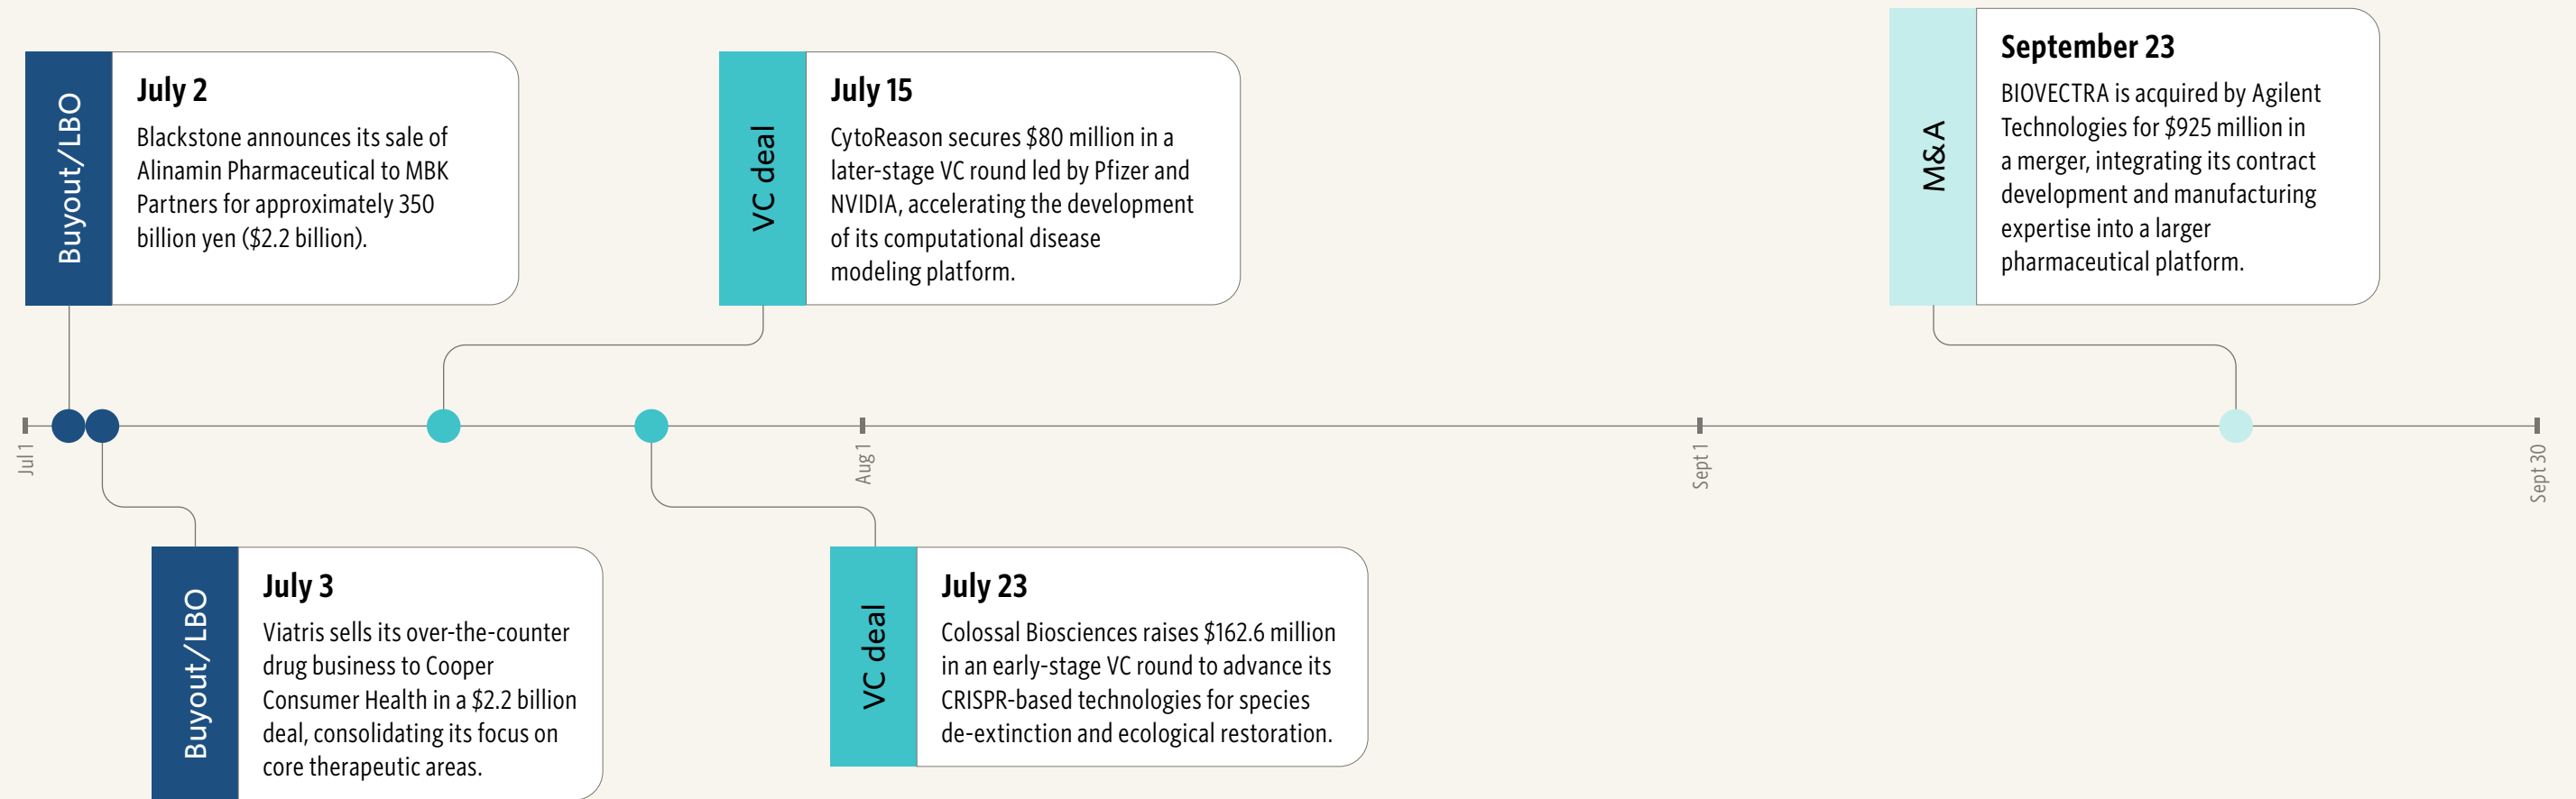 Buyout/LBO
July 2
Blackstone announces its sale of
Alinamin Pharmaceutical to MBK
Partners for approximately 350
billion yen ($2.2 billion).
VC deal
July 15
CytoReason secures $80 million in a
later-stage VC round led by Pfizer and
NVIDIA, accelerating the development
of its computational disease
modeling platform.
M&A
September 23
BIOVECTRA is acquired by Agilent
Technologies for $925 million in
a merger, integrating its contract
development and manufacturing
expertise into a larger
pharmaceutical platform.
Jul 1
Aug 1
Sept 1
Sept 30
Buyout/LBO
July 3
Viatris sells its over-the-counter
drug business to Cooper
Consumer Health in a $2.2 billion
deal, consolidating its focus on
core therapeutic areas.
VC deal
July 23
Colossal Biosciences raises $162.6 million
in an early-stage VC round to advance its
CRISPR-based technologies for species
de-extinction and ecological restoration.